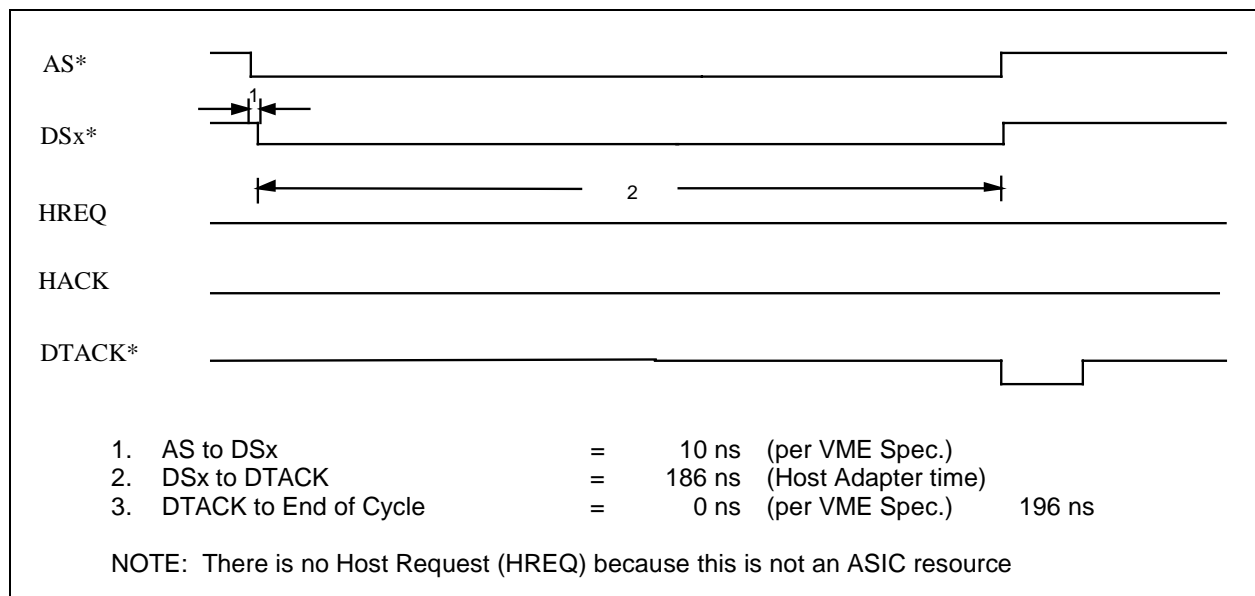 AS*
1
DSx*
2
HREQ
HACK
DTACK*
1. AS to DSx = 10 ns (per VME Spec.)
2. DSx to DTACK = 186 ns (Host Adapter time)
3. DTACK to End of Cycle = 0 ns (per VME Spec.) 196 ns
NOTE: There is no Host Request (HREQ) because this is not an ASIC resource